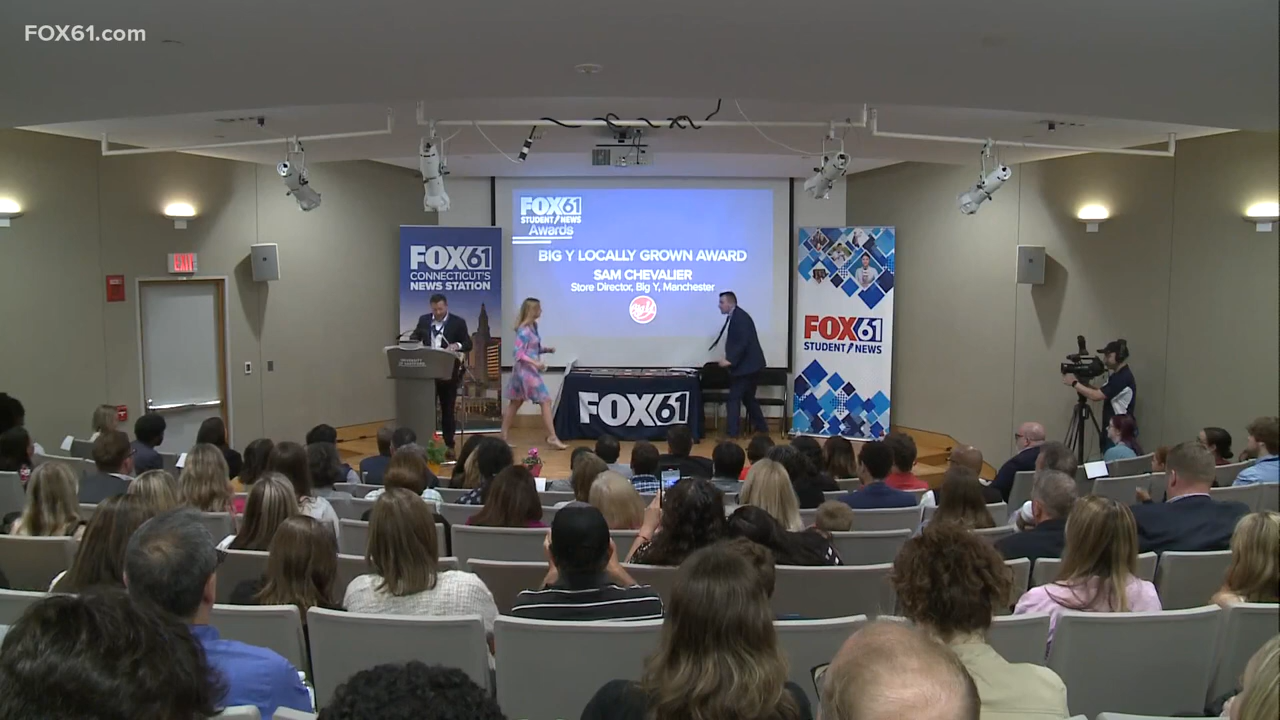 FOX61.com
FOX61
STUDENT NEWS
Awards
BIG Y LOCALLY GROWN AWARD
SAM CHEVALIER
Store Director, Big Y, Manchester
Big Y
EXIT
FOX61
CONNECTICUT'S
NEWS STATION
FOX61
STUDENT NEWS
FOX61